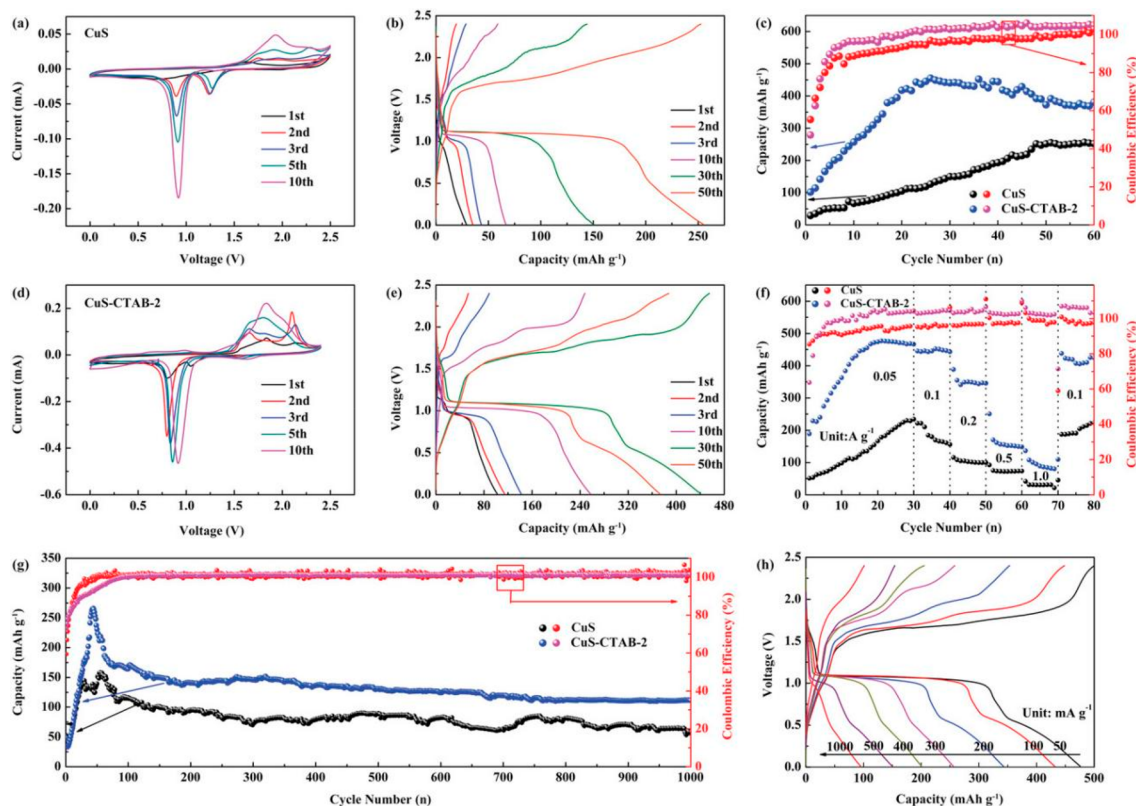 (a)
CuS
0.05
0.00
-0.05
-0.10
-0.15
-0.20
Current (mA)
1st
2nd
3rd
5th
10th
0.0 0.5 1.0 1.5 2.0 2.5
Voltage (V)
(b)
2.5
2.0
1.5
1.0
0.5
0.0
Voltage (V)
1st
2nd
3rd
10th
30th
50th
0 50 100 150 200 250
Capacity (mAh g⁻¹)
(c)
600
500
400
300
200
100
0
Capacity (mAh g⁻¹)
CuS
CuS-CTAB-2
100
80
60
40
20
0
Coulombic Efficiency (%)
0 10 20 30 40 50 60
Cycle Number (n)
(d)
CuS-CTAB-2
0.2
0.0
-0.2
-0.4
-0.6
Current (mA)
1st
2nd
3rd
5th
10th
0.0 0.5 1.0 1.5 2.0 2.5
Voltage (V)
(e)
2.5
2.0
1.5
1.0
0.5
0.0
Voltage (V)
1st
2nd
3rd
10th
30th
50th
0 80 160 240 320 400 480
Capacity (mAh g⁻¹)
(f)
CuS
CuS-CTAB-2
600
500
400
300
200
100
0
Capacity (mAh g⁻¹)
0.05
0.1
0.2
0.5
1.0
0.1
Unit:A g⁻¹
100
80
60
40
20
0
Coulombic Efficiency (%)
0 10 20 30 40 50 60 70 80
Cycle Number (n)
(g)
350
300
250
200
150
100
50
0
Capacity (mAh g⁻¹)
CuS
CuS-CTAB-2
100
80
60
40
20
0
Coulombic Efficiency (%)
0 100 200 300 400 500 600 700 800 900 1000
Cycle Number (n)
(h)
2.4
1.8
1.2
0.6
0.0
Voltage (V)
Unit: mA g⁻¹
1000 500 400 300 200 100 50
0 100 200 300 400 500
Capacity (mAh g⁻¹)